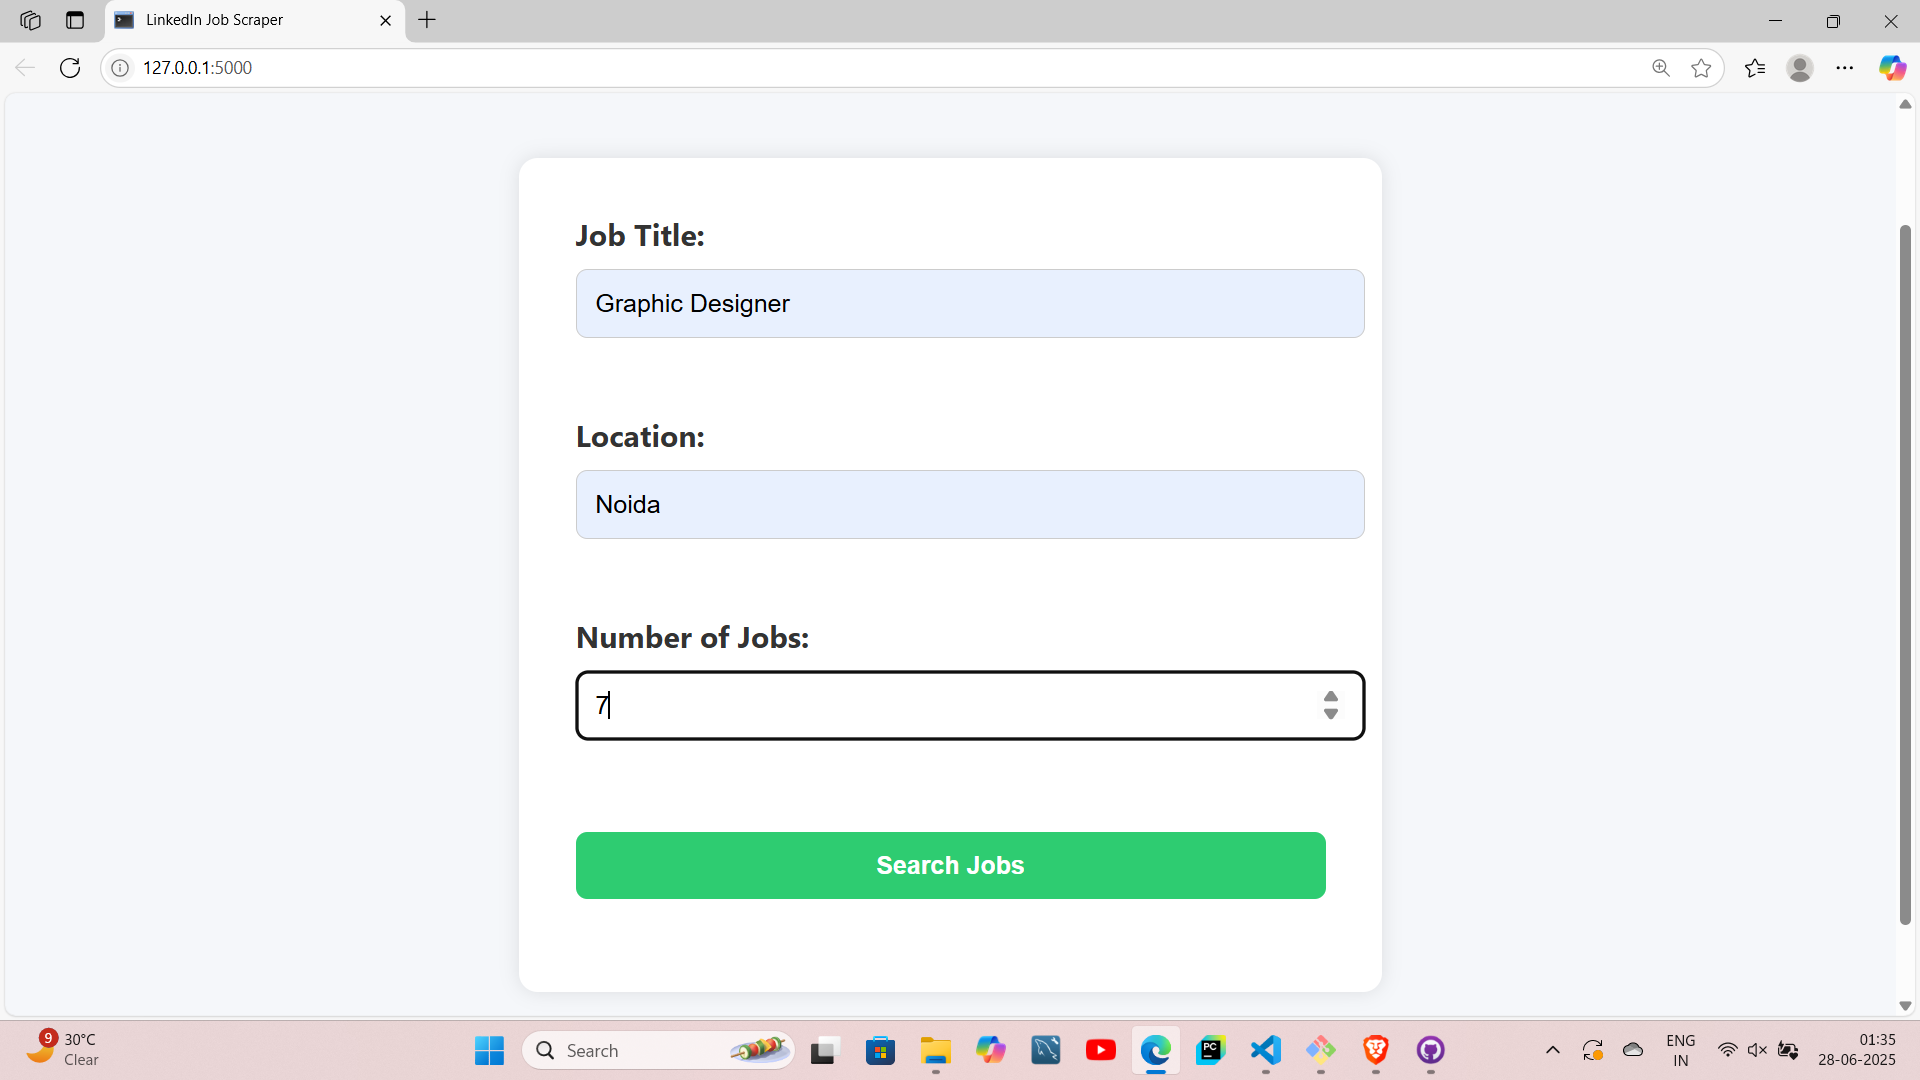 LinkedIn Job Scraper
127.0.0.1:5000
Job Title:
Graphic Designer
Location:
Noida
Number of Jobs:
7
Search Jobs
9
30°C
Clear
Search
PC
ENG
IN
01:35
28-06-2025